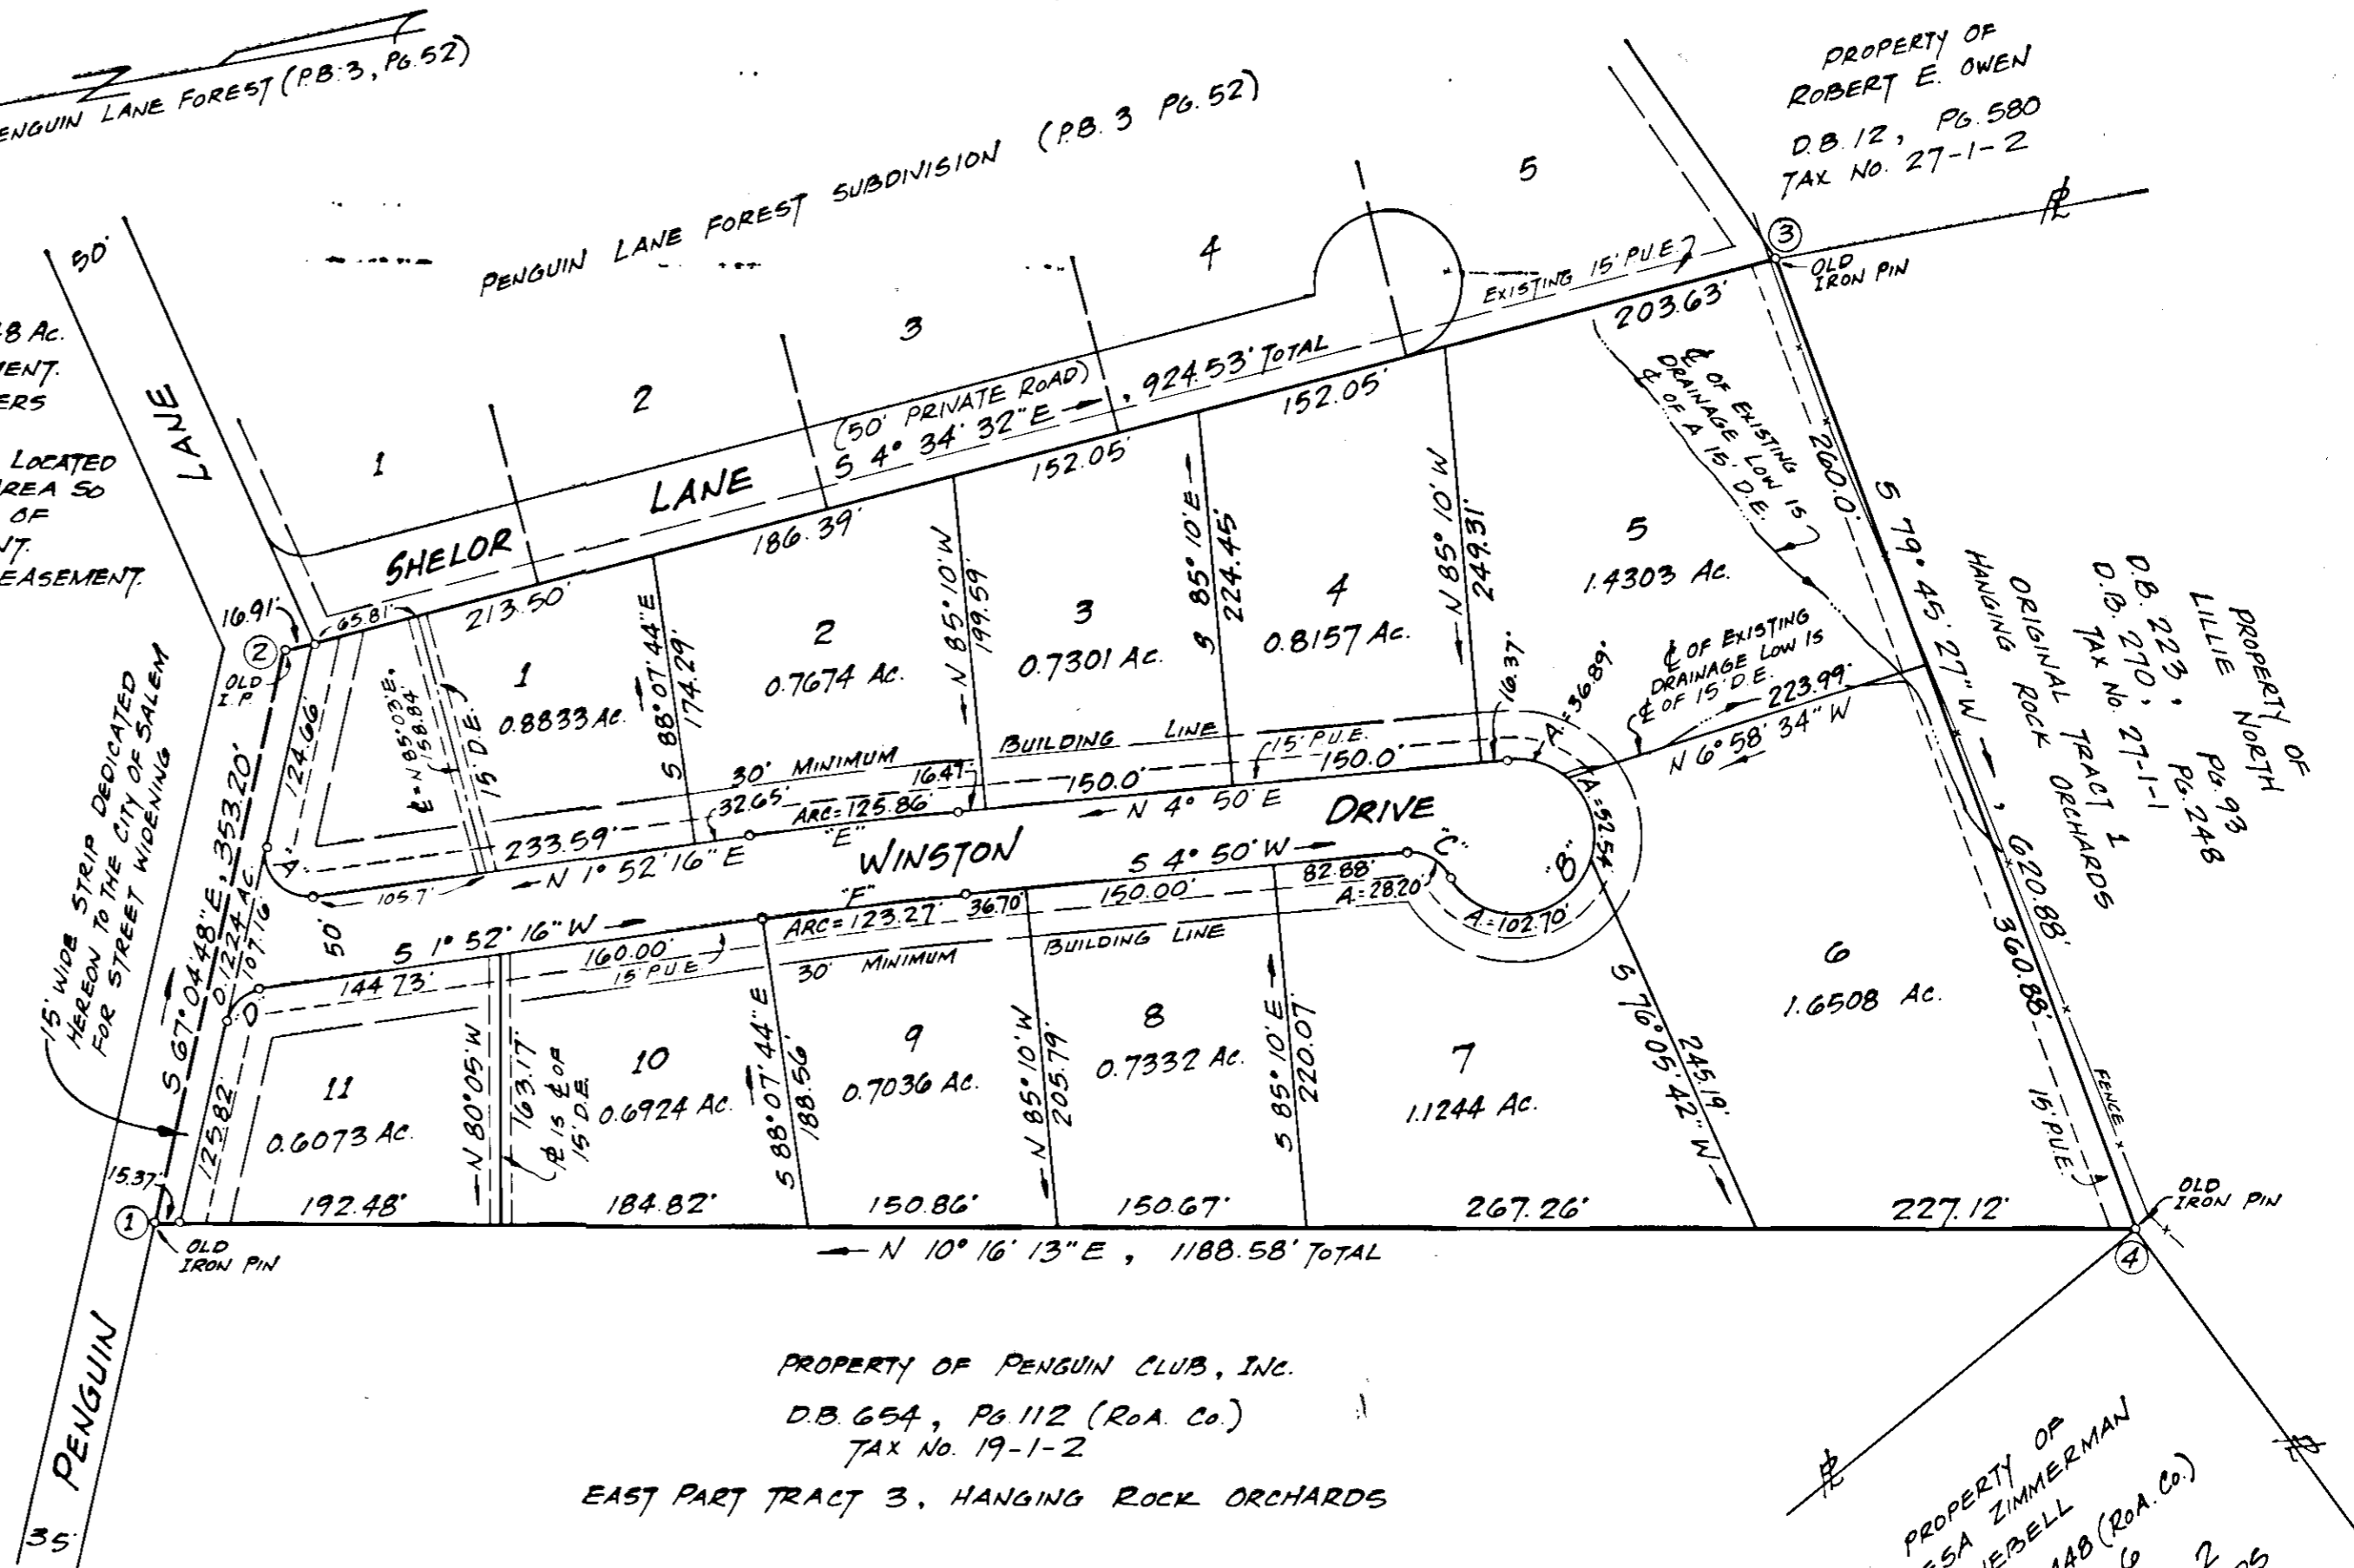 PENGUIN LANE FOREST (P.B. 3, PG. 52)
PENGUIN LANE FOREST SUBDIVISION (P.B. 3 PG. 52)
PROPERTY OF
ROBERT E. OWEN
D.B. 12, PG. 580
TAX NO. 27-1-2
50'
LANE
8 AC.
LOCATED
AREA SO
OF
EASEMENT.
1
2
3
4
5
SHELOR LANE
(50' PRIVATE ROAD)
S 4° 34' 32" E, 924.53' TOTAL
EXISTING 15' P.U.E.
3
OLD
IRON PIN
16.91'
65.81'
213.50'
186.39'
152.05'
152.05'
203.63'
2
OLD
I.P.
15' WIDE STRIP DEDICATED
HEREON TO THE CITY OF SALEM
FOR STREET WIDENING
S 67° 04' 48" E, 353.20'
0.1224 AC.
124.66'
107.16'
125.82'
"A"
"D"
50'
15.37'
℄ = N 85° 03' E,
158.84'
15' D.E.
1
0.8833 AC.
S 88° 07' 44" E
174.29'
2
0.7674 AC.
N 85° 10' W
199.59'
3
0.7301 AC.
S 85° 10' E
224.45'
4
0.8157 AC.
N 85° 10' W
249.31'
5
1.4303 AC.
℄ OF EXISTING
DRAINAGE LOW IS
℄ OF A 15' D.E.
260.0'
S 79° 45' 27" W, 620.88'
360.88'
℄ OF EXISTING
DRAINAGE LOW IS
℄ OF 15' D.E.
223.99'
N 6° 58' 34" W
PROPERTY OF
LILLIE NORTH
D.B. 223, PG. 93
D.B. 270, PG. 248
TAX NO. 27-1-1
ORIGINAL TRACT 1
HANGING ROCK ORCHARDS
30' MINIMUM BUILDING LINE
15' P.U.E.
16.37'
A=36.89'
32.65'
16.47'
150.0'
150.0'
ARC=125.86'
"E"
233.59'
105.7'
N 1° 52' 16" E
N 4° 50' E
WINSTON DRIVE
S 4° 50' W
"C"
"B"
A=52.54'
S 1° 52' 16" W
"F"
ARC=123.27'
36.70'
150.00'
82.88'
A=28.20'
A=102.70'
144.73'
160.00'
15' P.U.E.
30' MINIMUM BUILDING LINE
11
0.6073 AC.
N 80° 05' W
163.17'
℄ IS ℄ OF
15' D.E.
10
0.6924 AC.
S 88° 07' 44" E
188.56'
9
0.7036 AC.
N 85° 10' W
205.79'
8
0.7332 AC.
S 85° 10' E
220.07'
7
1.1244 AC.
S 76° 05' 42" W
245.19'
6
1.6508 AC.
15' P.U.E.
FENCE
1
OLD
IRON PIN
192.48'
184.82'
150.86'
150.67'
267.26'
227.12'
OLD
IRON PIN
4
N 10° 16' 13" E, 1188.58' TOTAL
PENGUIN
35'
PROPERTY OF PENGUIN CLUB, INC.
D.B. 654, PG. 112 (ROA. CO.)
TAX NO. 19-1-2
EAST PART TRACT 3, HANGING ROCK ORCHARDS
PROPERTY OF
ZIMMERMAN
(ROA. CO.)